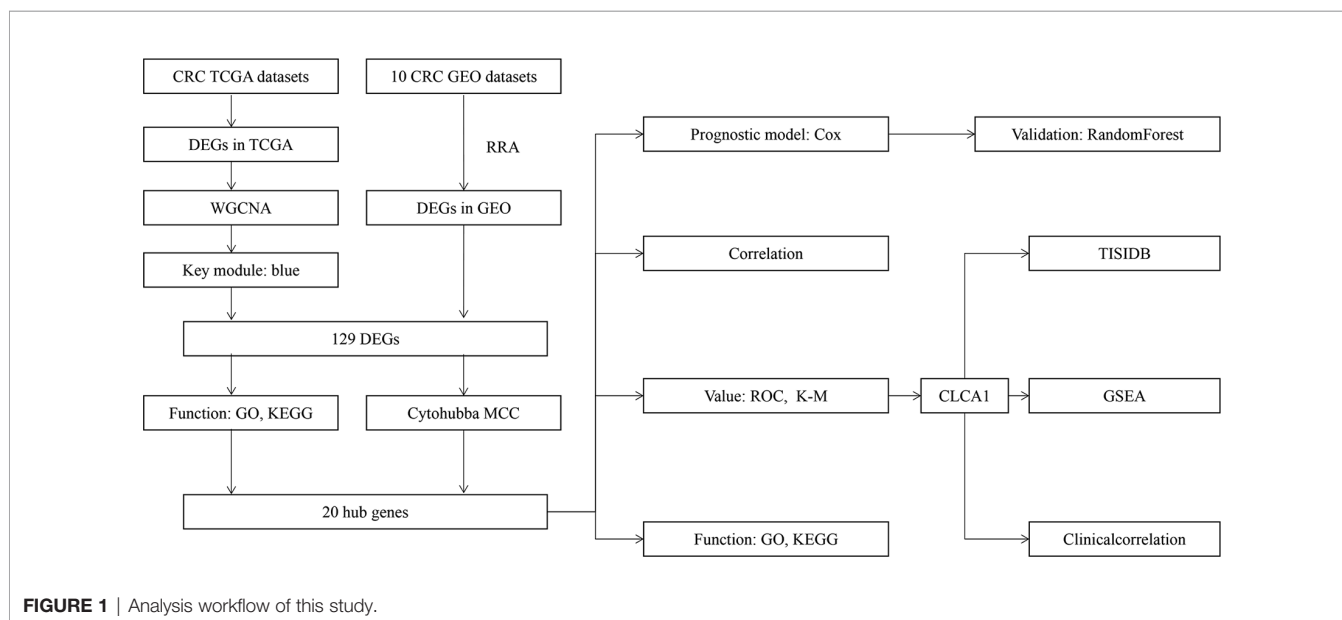 CRC TCGA datasets
10 CRC GEO datasets
DEGs in TCGA
RRA
WGCNA
DEGs in GEO
Key module: blue
129 DEGs
Function: GO, KEGG
Cytohubba MCC
20 hub genes
Prognostic model: Cox
Validation: RandomForest
Correlation
TISIDB
Value: ROC, K-M
CLCA1
GSEA
Function: GO, KEGG
Clinicalcorrelation
FIGURE 1 | Analysis workflow of this study.